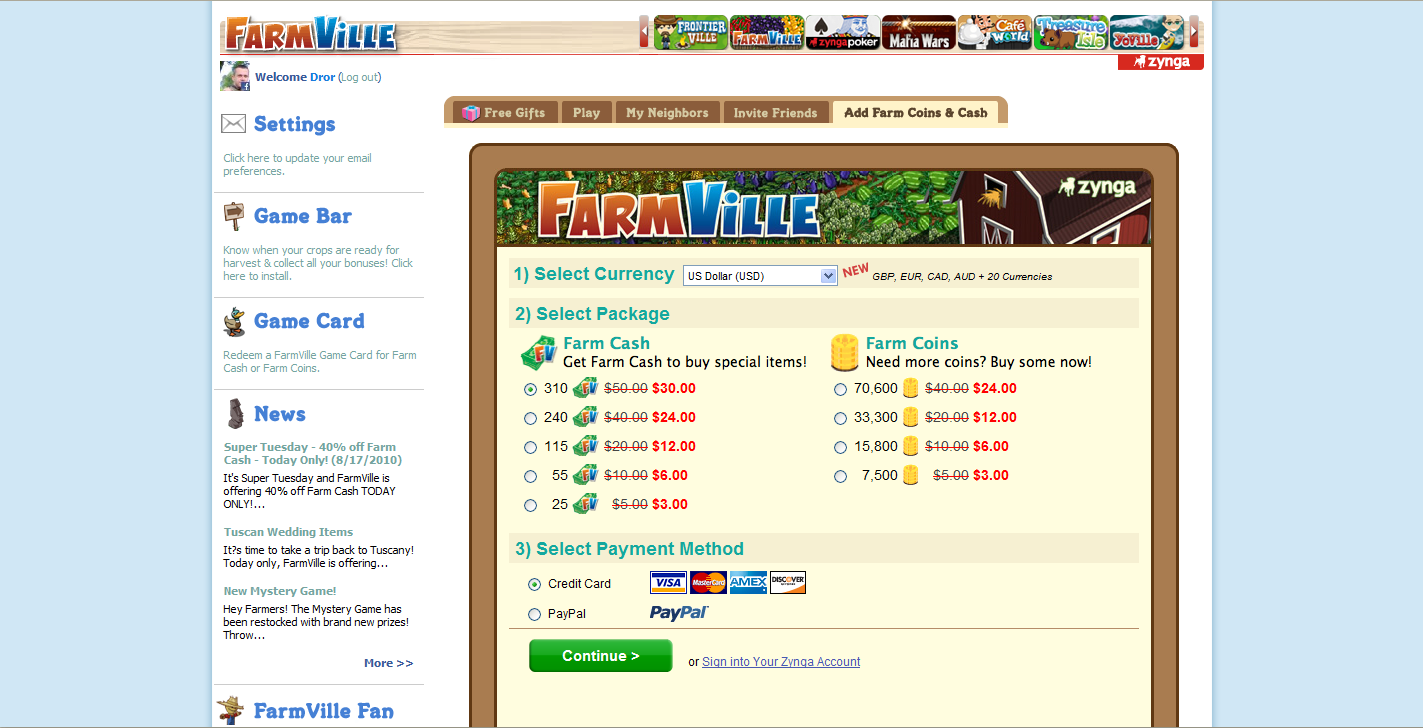 FARMVILLE
FRONTIER VILLE
FARMVILLE
zyngapoker
Mafia Wars
Café World
Treasure Isle
YoVille
zynga
Welcome Dror (Log out)
Free Gifts
Play
My Neighbors
Invite Friends
Add Farm Coins & Cash
Settings
Click here to update your email
preferences.
Game Bar
Know when your crops are ready for
harvest & collect all your bonuses! Click
here to install.
Game Card
Redeem a FarmVille Game Card for Farm
Cash or Farm Coins.
News
Super Tuesday - 40% off Farm
Cash - Today Only! (8/17/2010)
It's Super Tuesday and FarmVille is
offering 40% off Farm Cash TODAY
ONLY!...
Tuscan Wedding Items
It?s time to take a trip back to Tuscany!
Today only, FarmVille is offering...
New Mystery Game!
Hey Farmers! The Mystery Game has
been restocked with brand new prizes!
Throw...
More >>
FarmVille Fan
FARMVILLE
zynga
1) Select Currency US Dollar (USD) NEW GBP, EUR, CAD, AUD + 20 Currencies
2) Select Package
Farm Cash
Get Farm Cash to buy special items!
310 FV $50.00 $30.00
240 FV $40.00 $24.00
115 FV $20.00 $12.00
55 FV $10.00 $6.00
25 FV $5.00 $3.00
Farm Coins
Need more coins? Buy some now!
70,600 $40.00 $24.00
33,300 $20.00 $12.00
15,800 $10.00 $6.00
7,500 $5.00 $3.00
3) Select Payment Method
Credit Card VISA MasterCard AMEX DISCOVER
PayPal PayPal
Continue > or Sign into Your Zynga Account